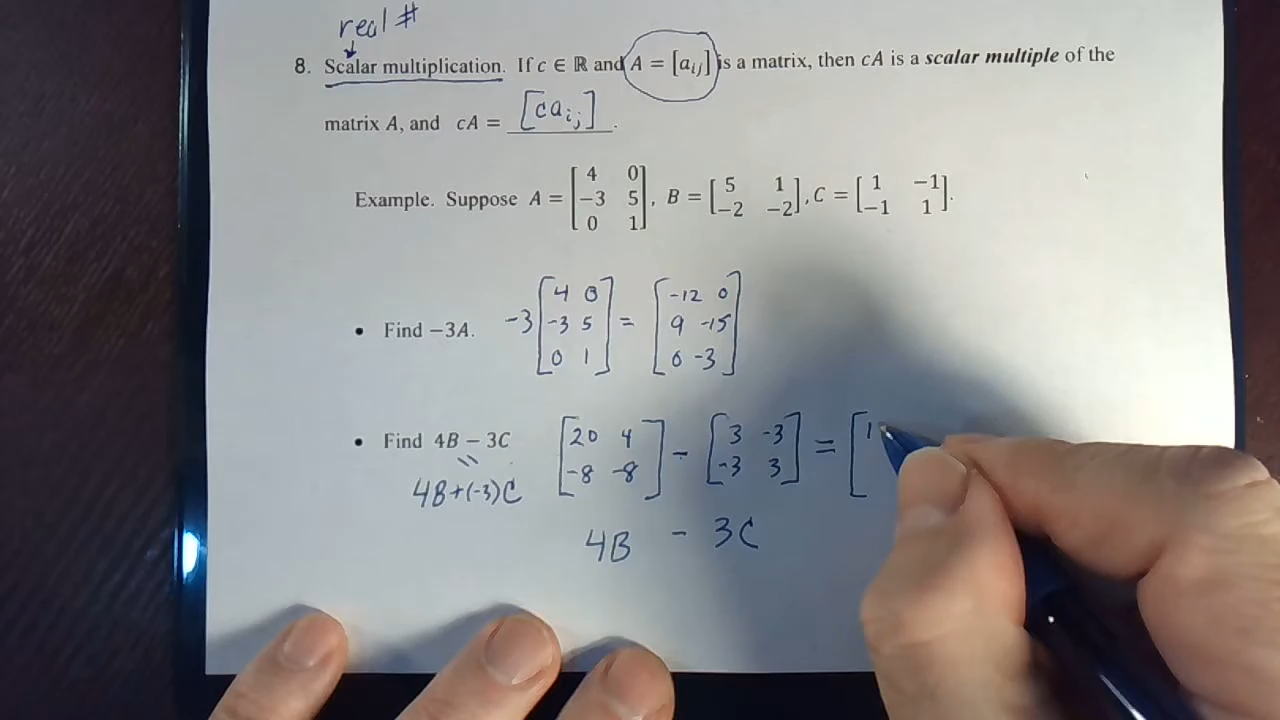 real #
8. Scalar multiplication. If c ∈ ℝ and A = [a_ij] is a matrix, then cA is a scalar multiple of the
matrix A, and cA = [ca_ij].
Example. Suppose A = [4 0; -3 5; 0 1], B = [5 1; -2 -2], C = [1 -1; -1 1].
• Find −3A. -3 [4 0; -3 5; 0 1] = [-12 0; 9 -15; 0 -3]
• Find 4B − 3C [20 4; -8 -8] - [3 -3; -3 3] = [1
4B+(-3)C
4B - 3C